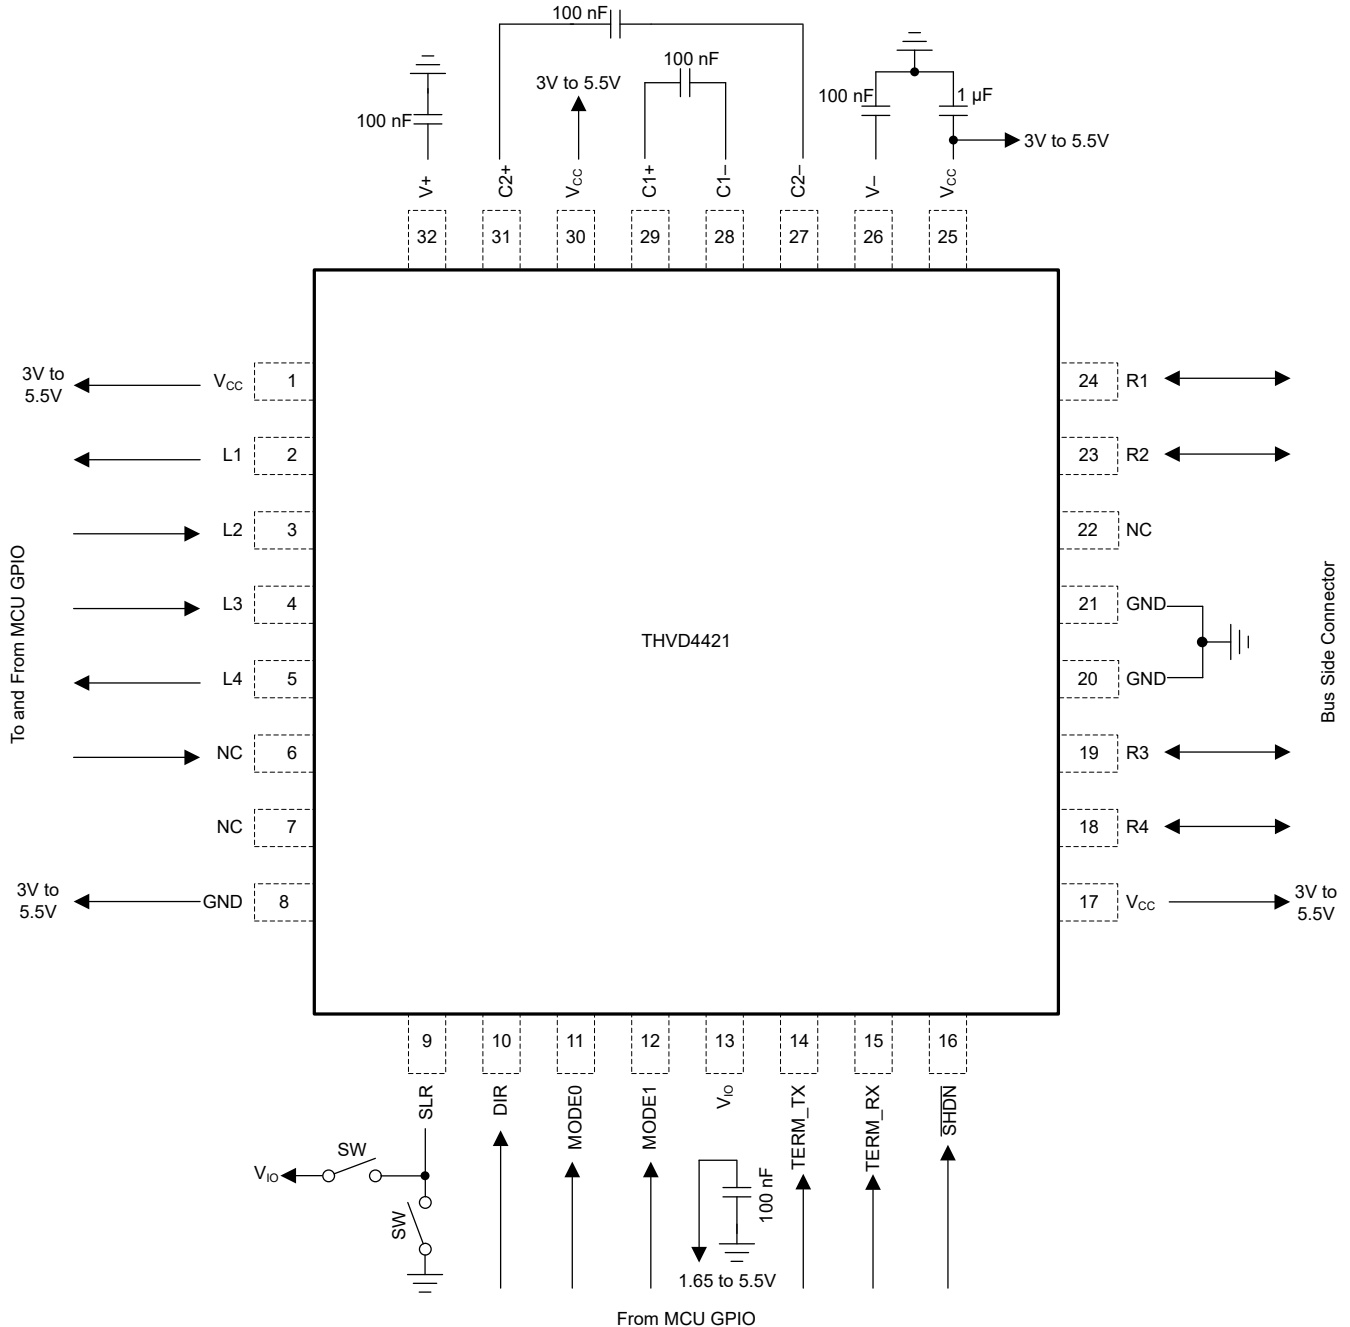 100 nF
100 nF
3V to 5.5V
100 nF
1 µF
100 nF
3V to 5.5V
V+
C2+
VCC
C1+
C1–
C2–
V–
VCC
32
31
30
29
28
27
26
25
3V to
5.5V
VCC
1
24
R1
L1
2
23
R2
L2
3
22
NC
L3
4
21
GND
THVD4421
L4
5
20
GND
NC
6
19
R3
NC
7
18
R4
3V to
5.5V
GND
8
17
VCC
3V to
5.5V
To and From MCU GPIO
Bus Side Connector
9
10
11
12
13
14
15
16
SLR
DIR
MODE0
MODE1
VIO
TERM_TX
TERM_RX
SHDN
SW
VIO
SW
100 nF
1.65 to 5.5V
From MCU GPIO